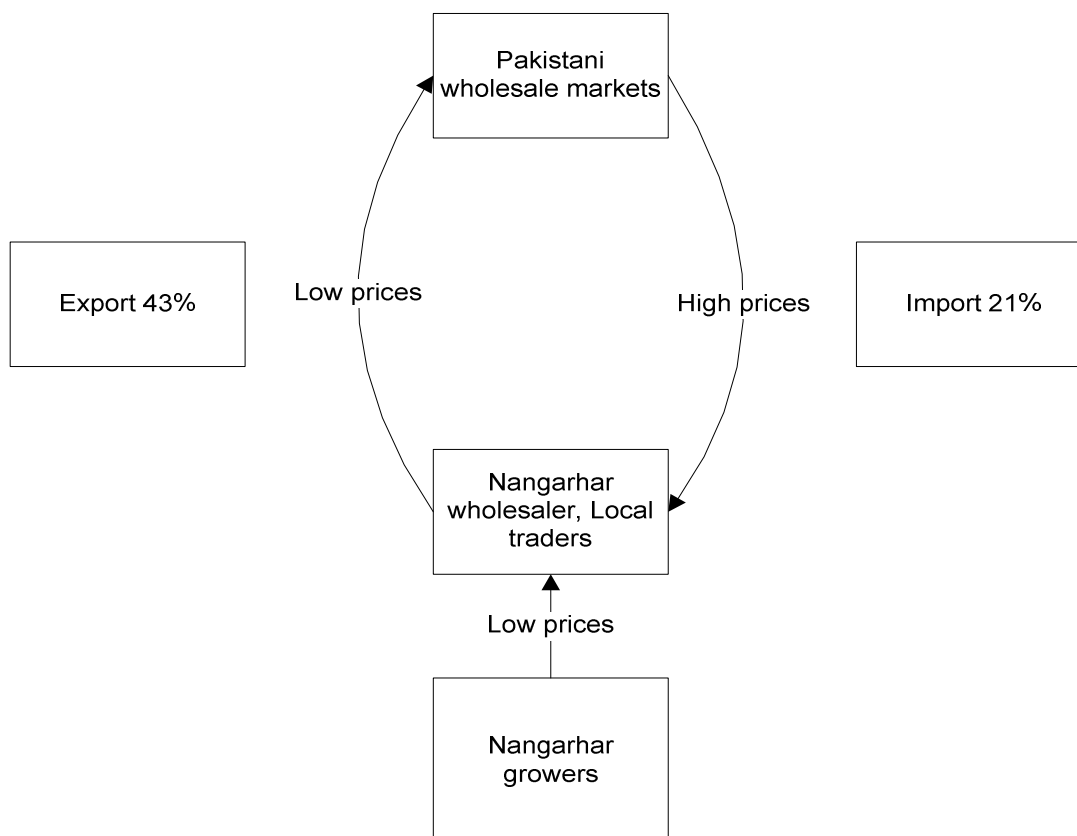 Pakistani
wholesale markets
Export 43%
Low prices
High prices
Import 21%
Nangarhar
wholesaler, Local
traders
Low prices
Nangarhar
growers